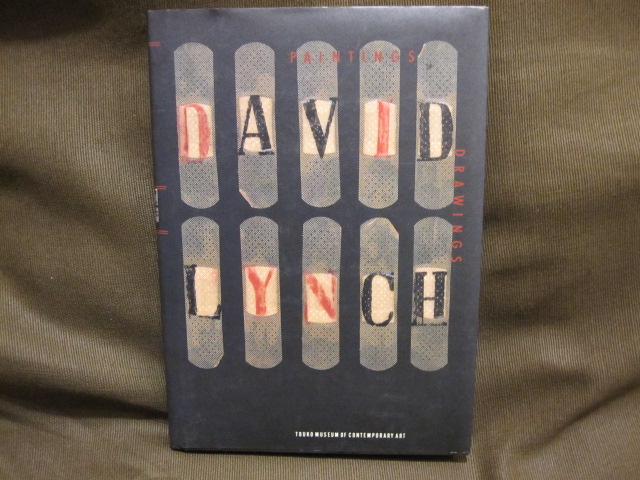 PAINTINGS
DAVID
DRAWINGS
LYNCH
TOUKO MUSEUM OF CONTEMPORARY ART